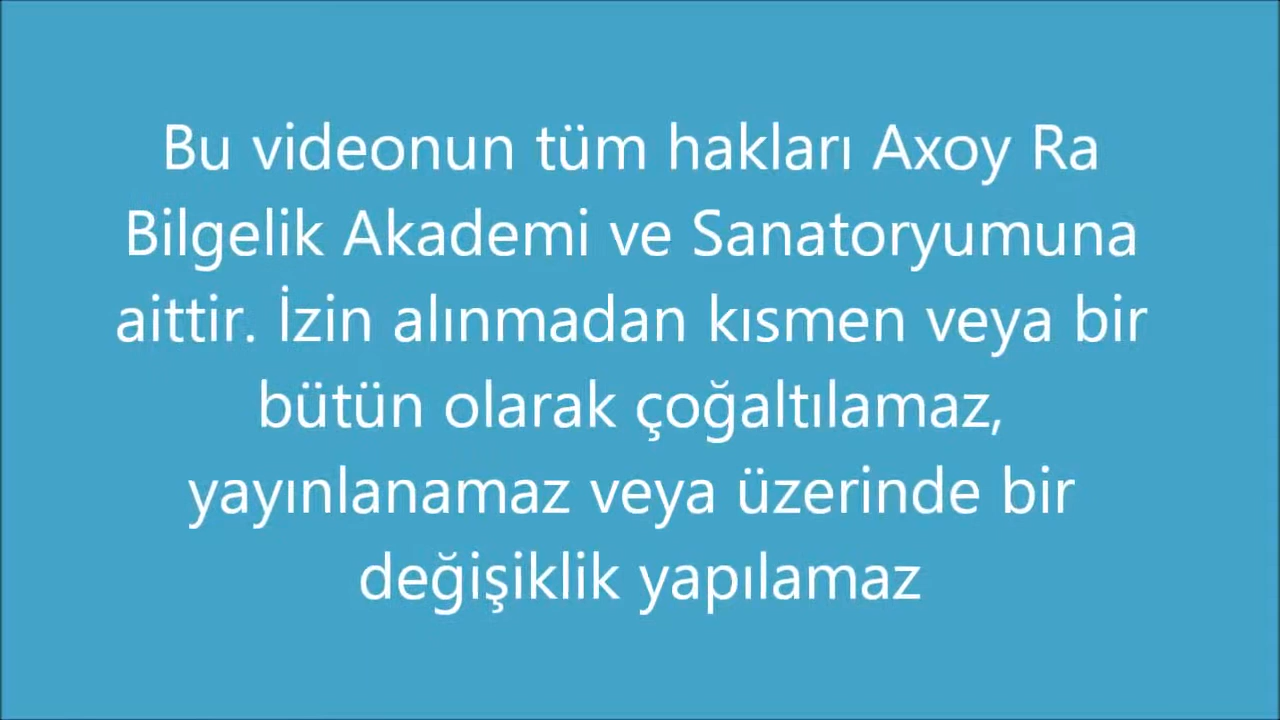 Bu videonun tüm hakları Axoy Ra
Bilgelik Akademi ve Sanatoryumuna
aittir. İzin alınmadan kısmen veya bir
bütün olarak çoğaltılamaz,
yayınlanamaz veya üzerinde bir
değişiklik yapılamaz